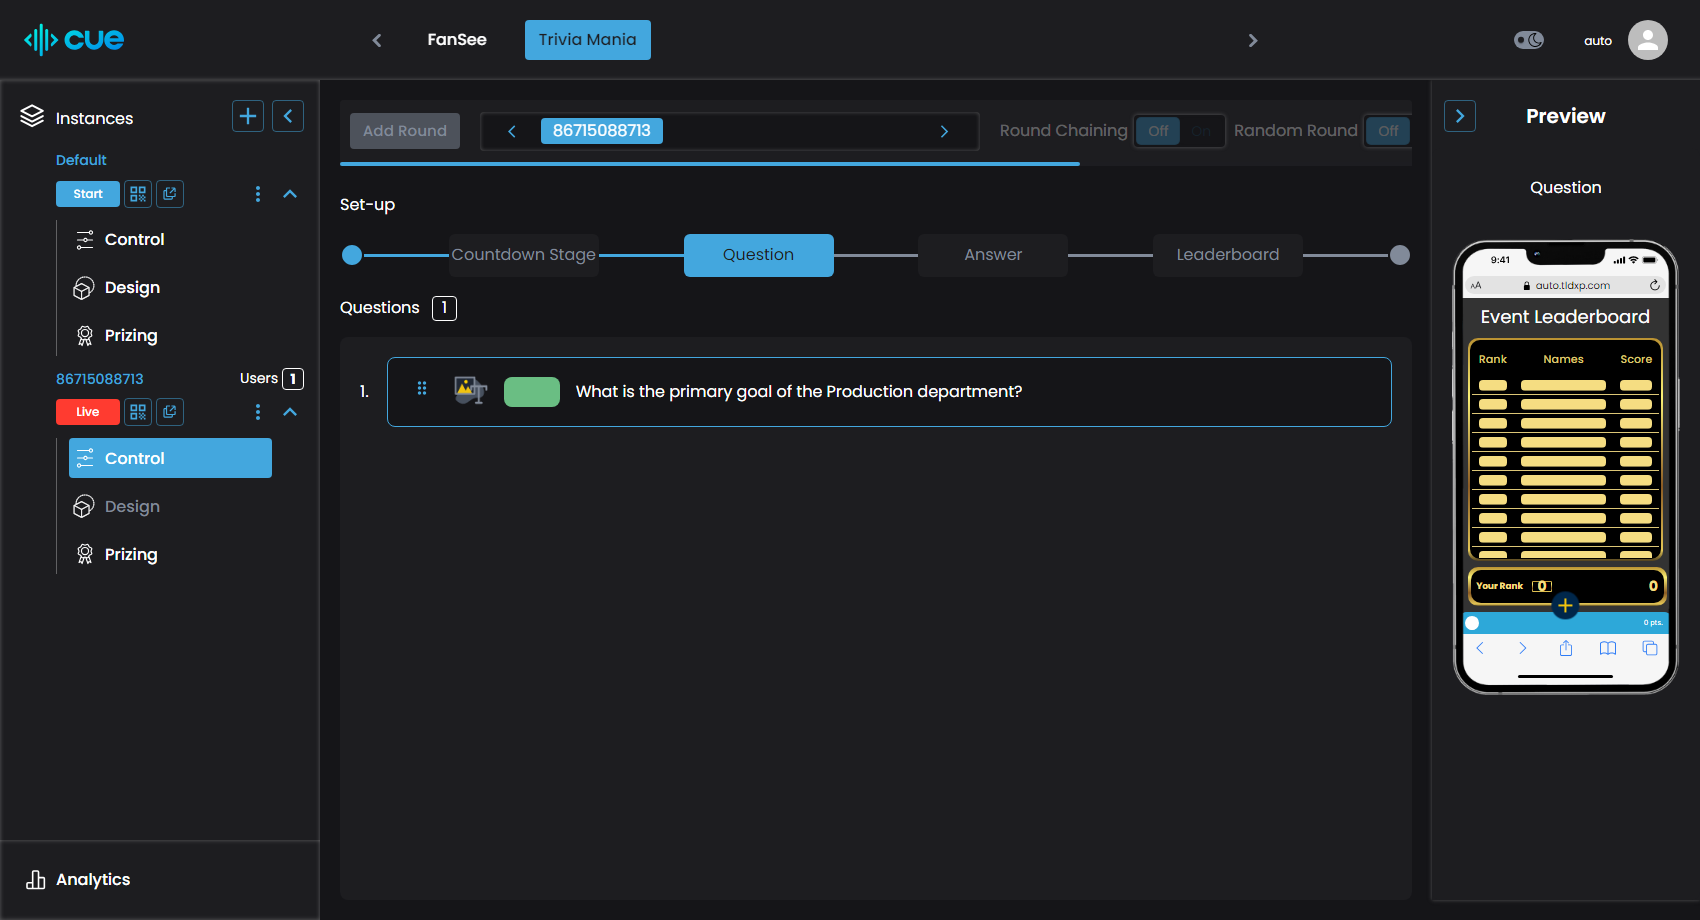 cue
FanSee
Trivia Mania
auto
Instances
Default
Start
Control
Design
Prizing
86715088713
Users 1
Live
Control
Design
Prizing
Analytics
Add Round
86715088713
Round Chaining Off On
Random Round Off
Set-up
Countdown Stage
Question
Answer
Leaderboard
Questions 1
1. What is the primary goal of the Production department?
Preview
Question
9:41
AA auto.tldxp.com
Event Leaderboard
Rank Names Score
Your Rank 0 0
0 pts.